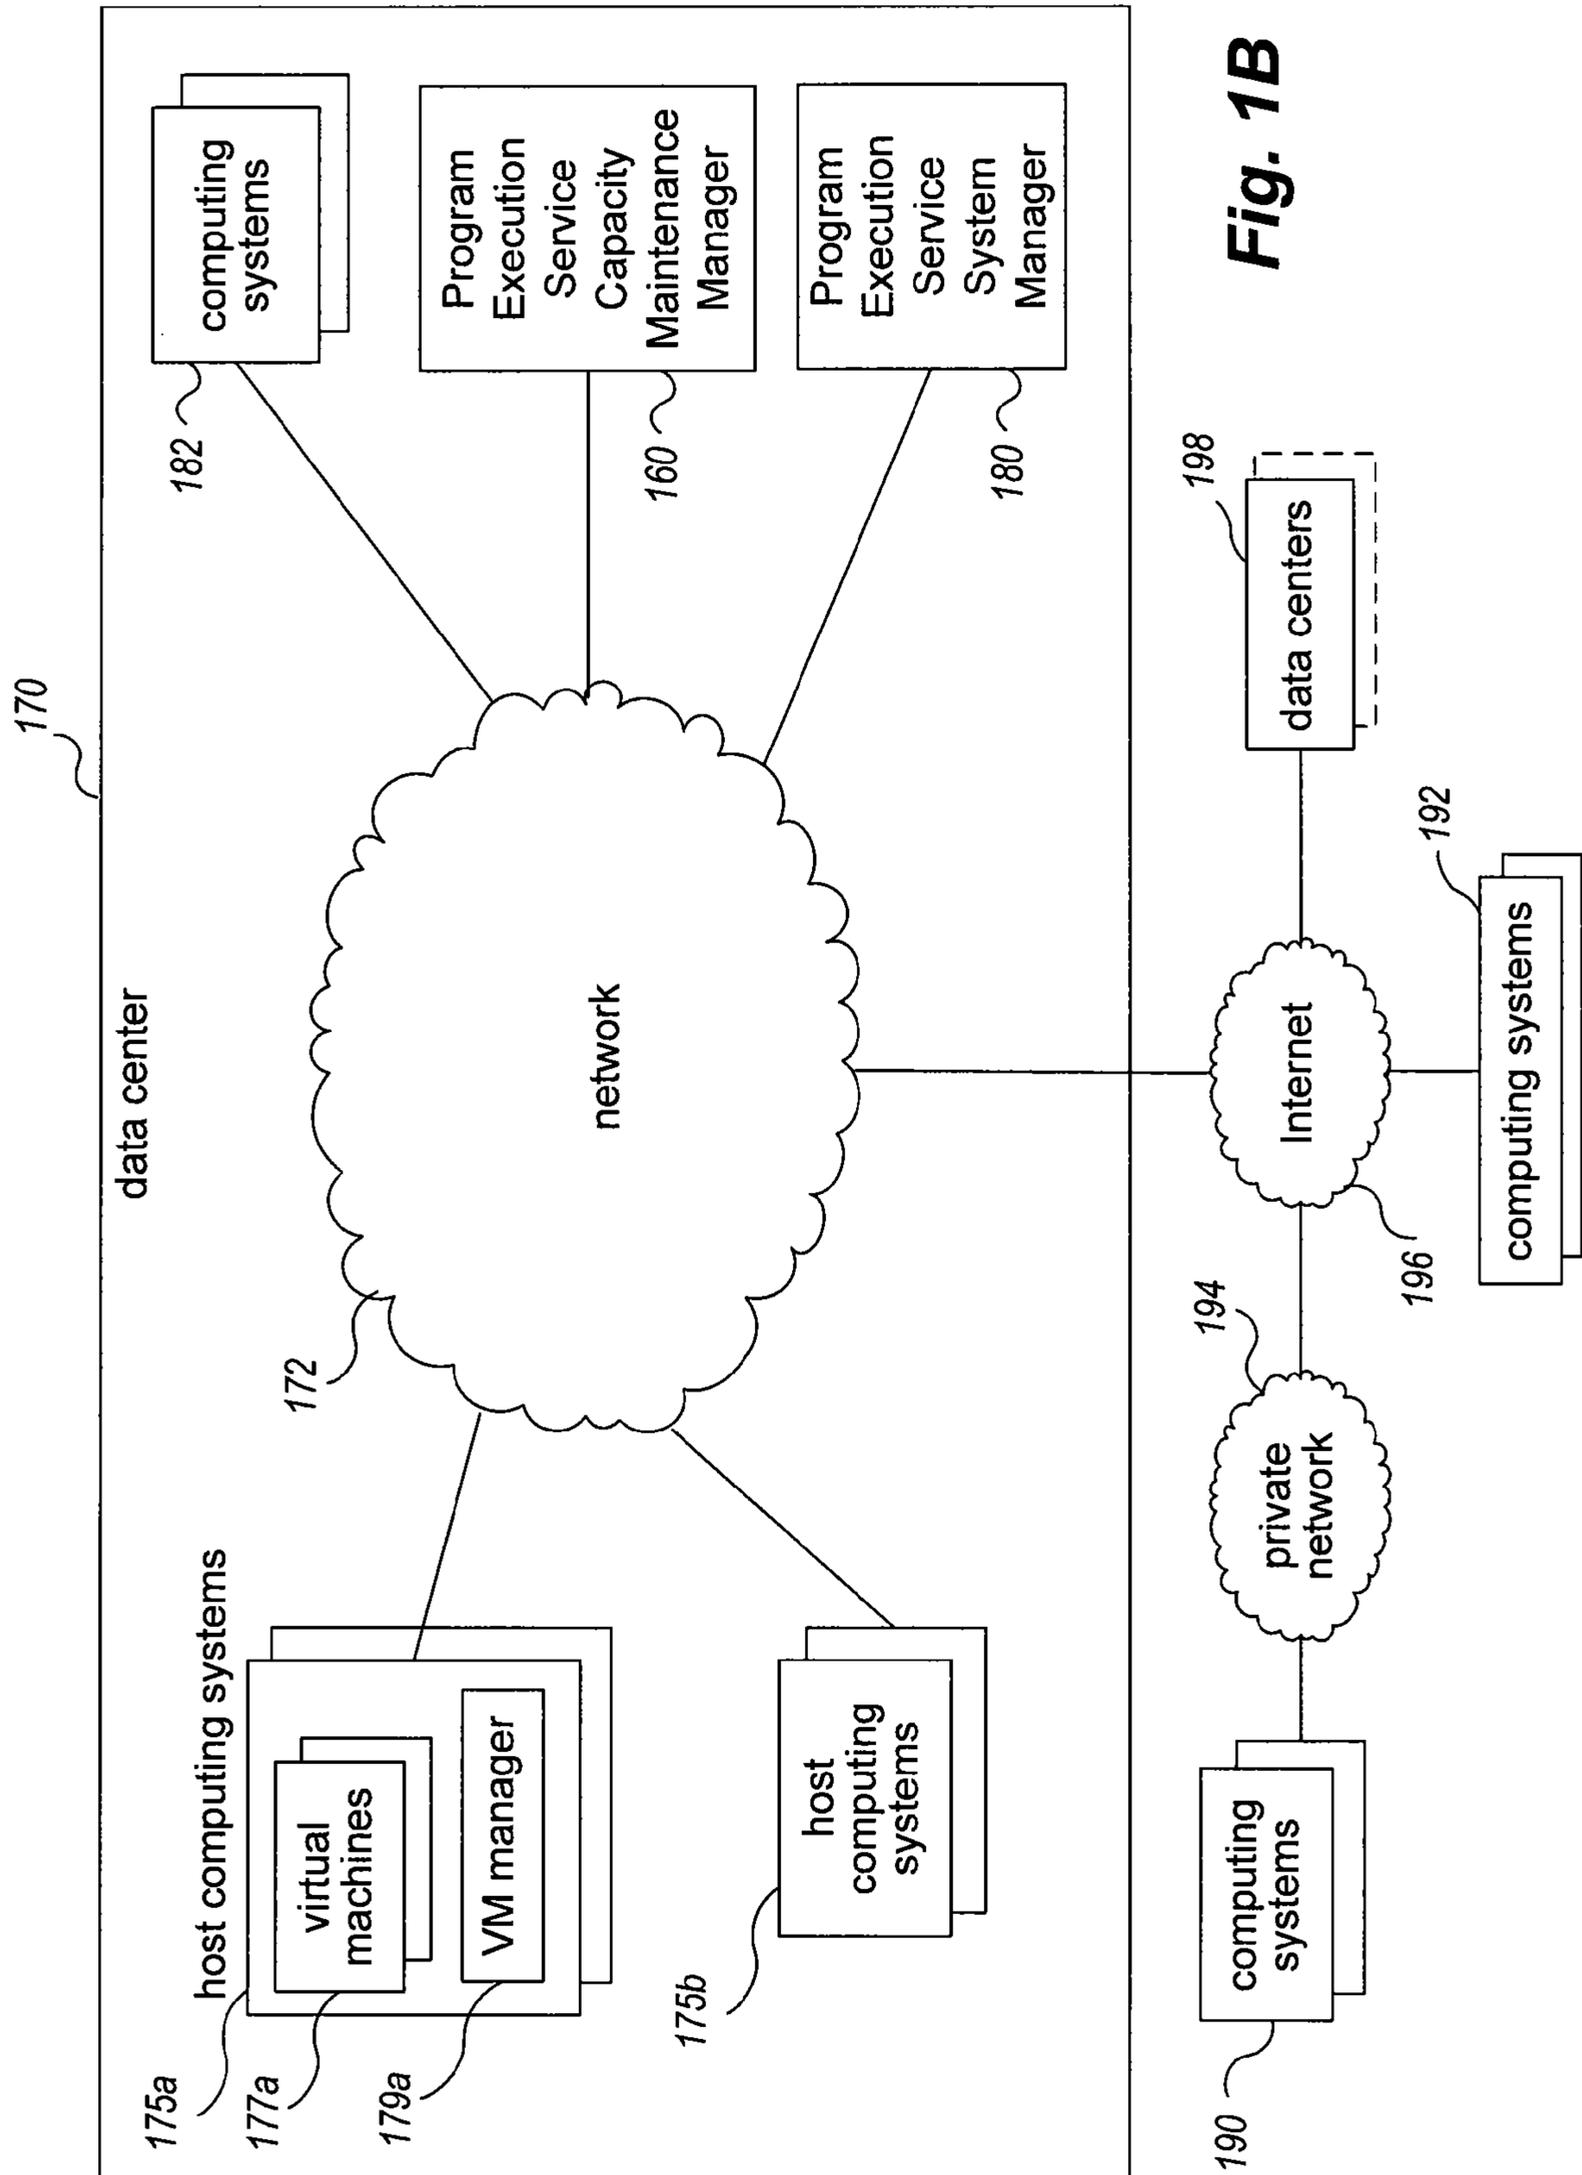 170
data center
host computing systems
175a
virtual
machines
177a
VM manager
179a
172
network
computing
systems
182
Program
Execution
Service
Capacity
Maintenance
Manager
160
host
computing
systems
175b
Program
Execution
Service
System
Manager
180
computing
systems
190
private
network
194
Internet
196
data centers
198
computing systems
192
Fig. 1B